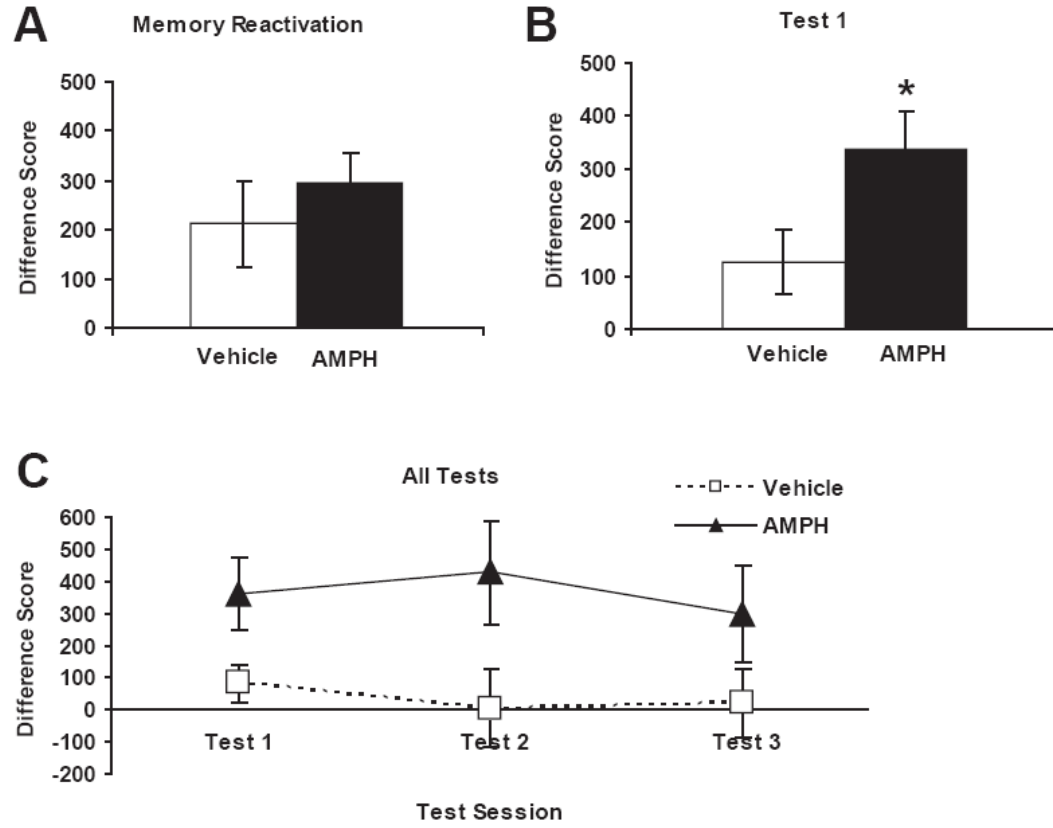 A
Memory Reactivation
500
400
300
200
100
0
Difference Score
Vehicle
AMPH
B
Test 1
500
400
300
200
100
0
Difference Score
*
Vehicle
AMPH
C
All Tests
Vehicle
AMPH
600
500
400
300
200
100
0
-100
-200
Difference Score
Test 1
Test 2
Test 3
Test Session